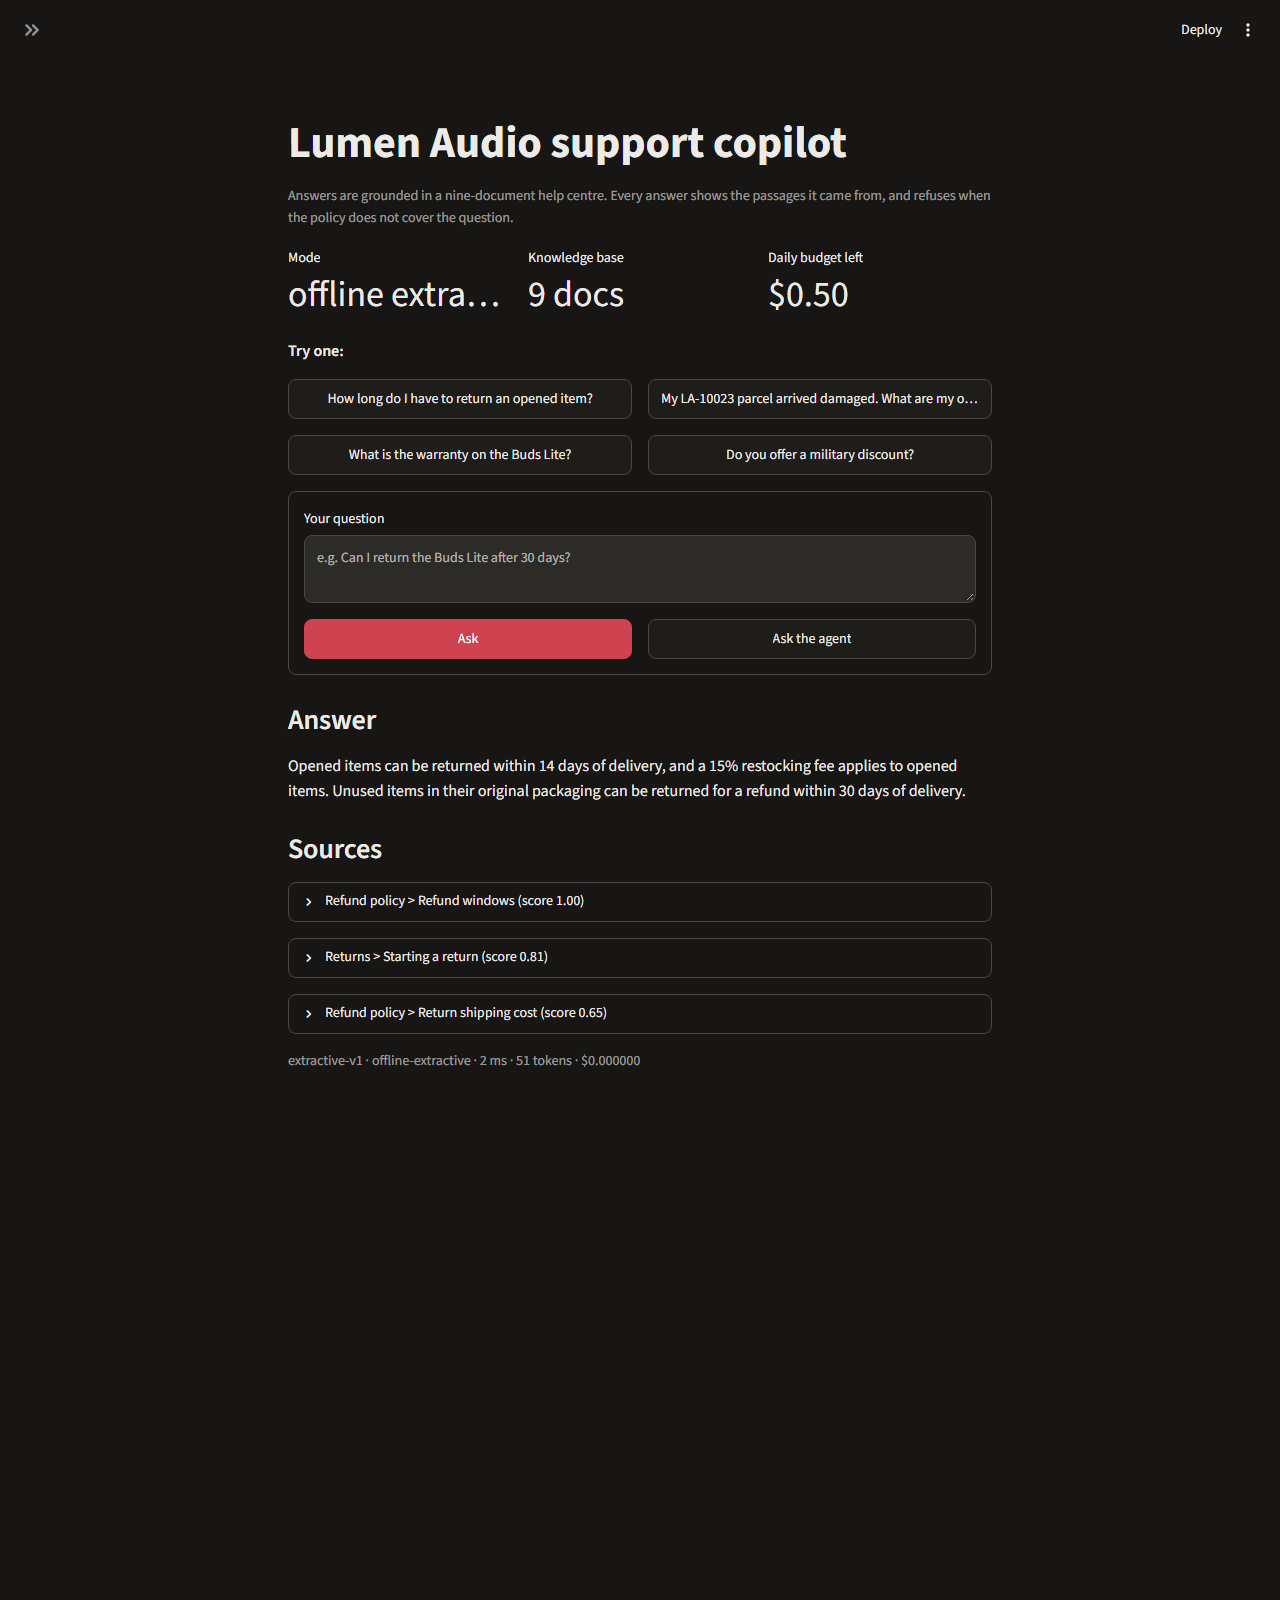 Deploy
Lumen Audio support copilot
Answers are grounded in a nine-document help centre. Every answer shows the passages it came from, and refuses when
the policy does not cover the question.
Mode
Knowledge base
Daily budget left
offline extra…
9 docs
$0.50
Try one:
How long do I have to return an opened item?
My LA-10023 parcel arrived damaged. What are my o…
What is the warranty on the Buds Lite?
Do you offer a military discount?
Your question
e.g. Can I return the Buds Lite after 30 days?
Ask
Ask the agent
Answer
Opened items can be returned within 14 days of delivery, and a 15% restocking fee applies to opened
items. Unused items in their original packaging can be returned for a refund within 30 days of delivery.
Sources
Refund policy > Refund windows (score 1.00)
Returns > Starting a return (score 0.81)
Refund policy > Return shipping cost (score 0.65)
extractive-v1 · offline-extractive · 2 ms · 51 tokens · $0.000000